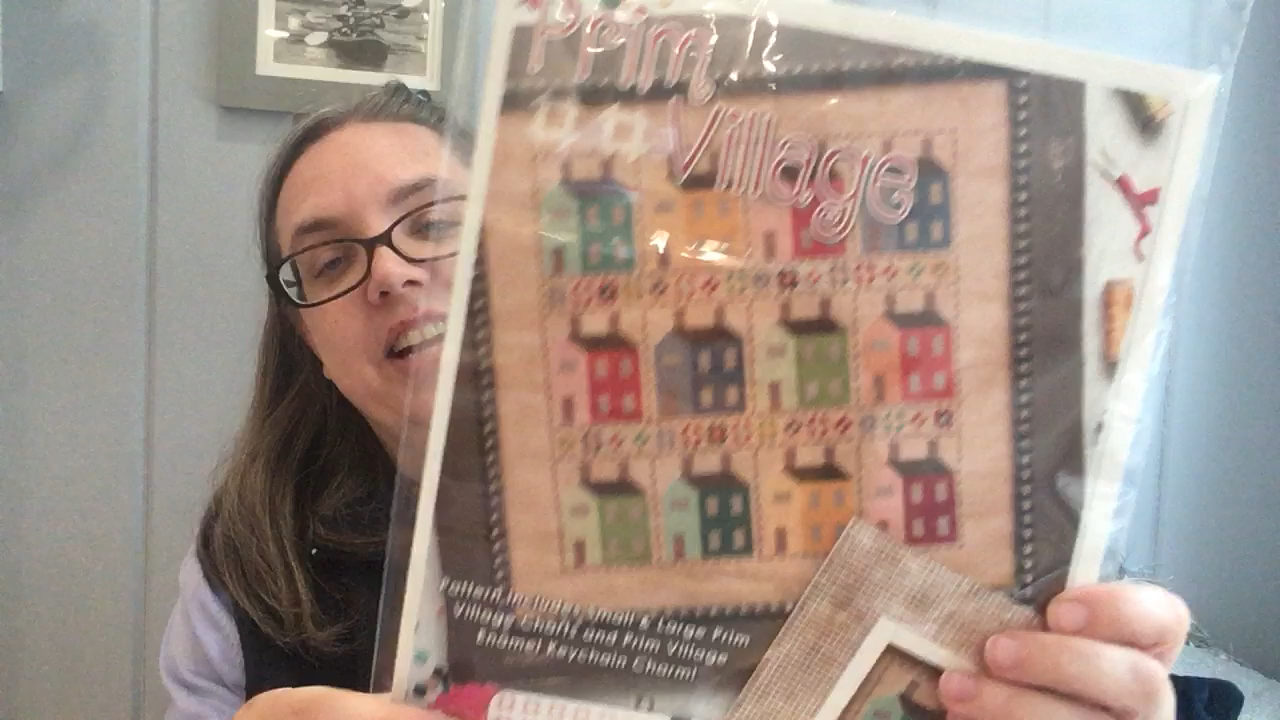 Prim
Village
Pattern includes Small & Large Prim
Village Charts and Prim Village
Enamel Keychain Charm!